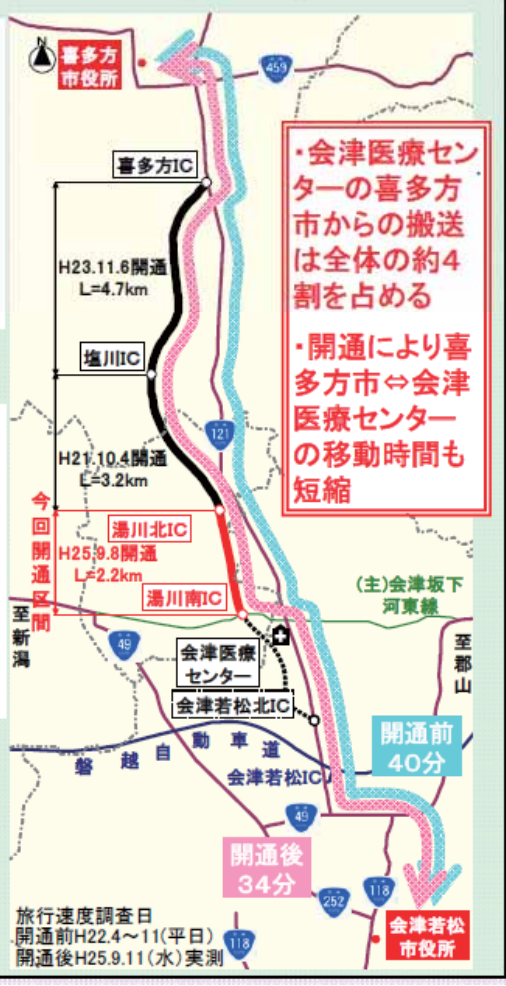 N
喜多方
市役所
459
喜多方IC
・会津医療セン
ターの喜多方
市からの搬送
は全体の約4
割を占める
・開通により喜
多方市⇔会津
医療センター
の移動時間も
短縮
H23.11.6開通
L=4.7km
塩川IC
121
H21.10.4開通
L=3.2km
今回開通区間
湯川北IC
H25.9.8開通
L=2.2km
湯川南IC
(主)会津坂下
河東線
至新潟
49
会津医療
センター
至郡山
会津若松北IC
磐越自動車道
会津若松IC
開通前
40分
49
開通後
34分
252
118
会津若松
市役所
118
旅行速度調査日
開通前H22.4～11(平日)
開通後H25.9.11(水)実測